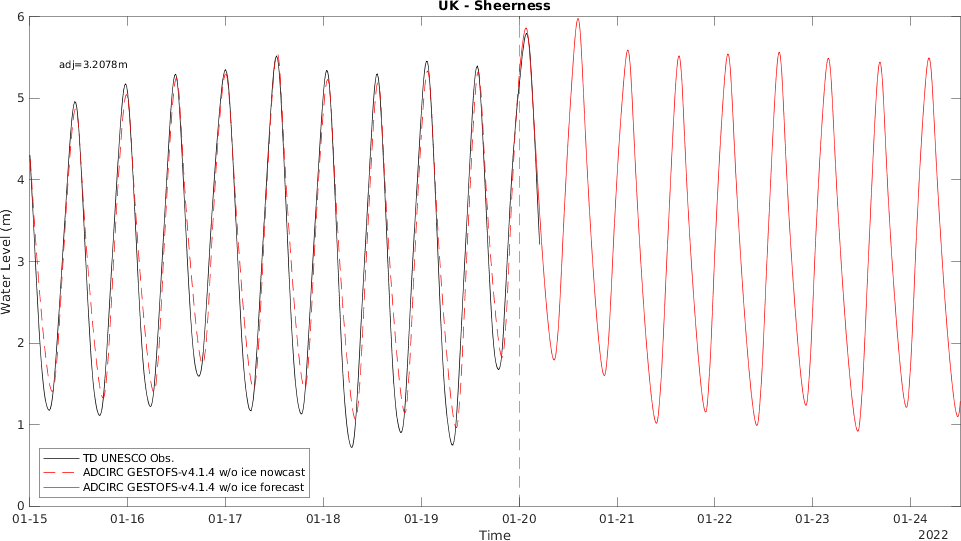 UK - Sheerness
adj=3.2078m
6
5
4
3
2
1
0
Water Level (m)
TD UNESCO Obs.
ADCIRC GESTOFS-v4.1.4 w/o ice nowcast
ADCIRC GESTOFS-v4.1.4 w/o ice forecast
01-15 01-16 01-17 01-18 01-19 01-20 01-21 01-22 01-23 01-24
Time
2022